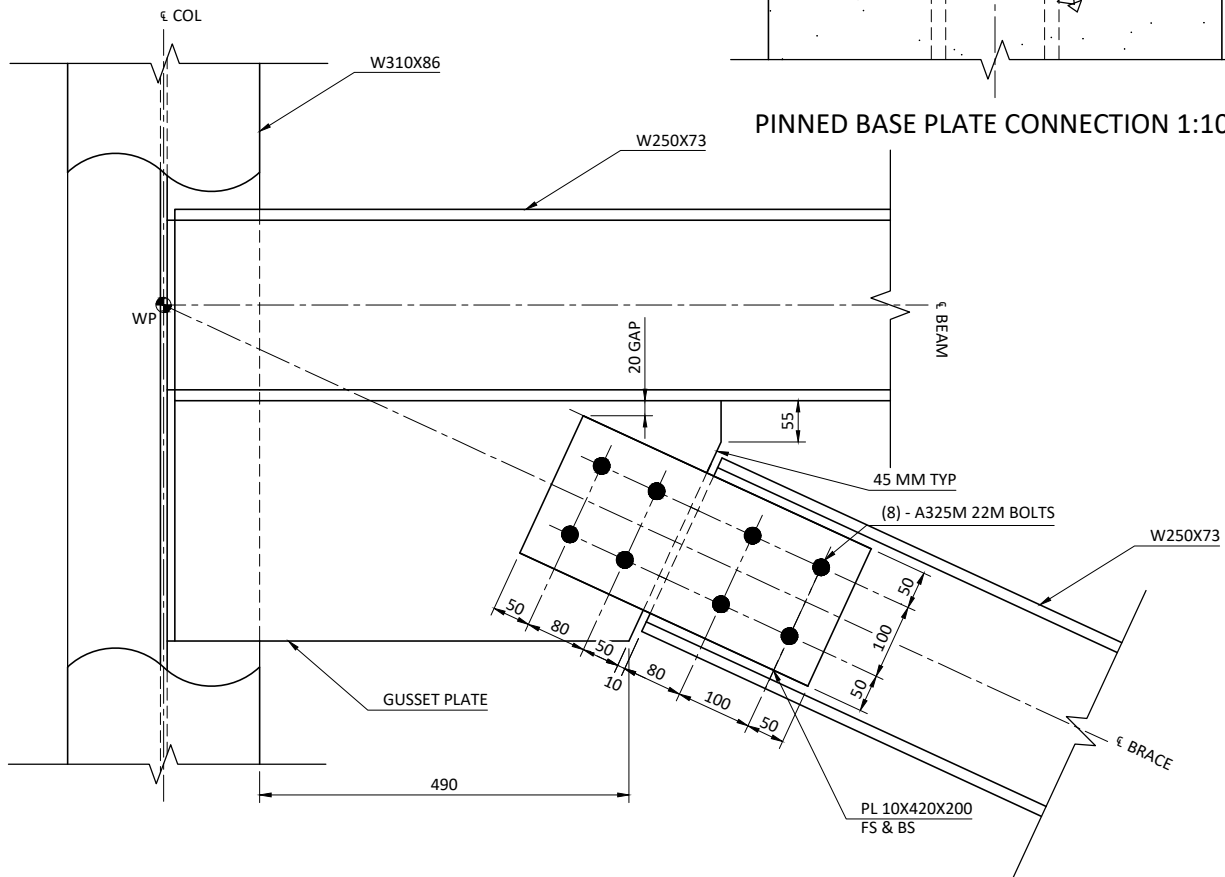 ℄ COL
W310X86
PINNED BASE PLATE CONNECTION 1:10
W250X73
WP
20 GAP
℄ BEAM
55
45 MM TYP
(8) - A325M 22M BOLTS
W250X73
50
100
50
50
80
50
10
80
100
50
GUSSET PLATE
℄ BRACE
490
PL 10X420X200
FS & BS